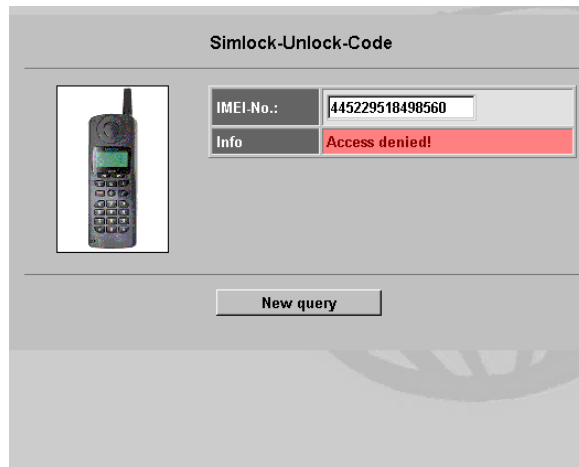 Simlock-Unlock-Code
IMEI-No.: 445229518498560
Info Access denied!
New query